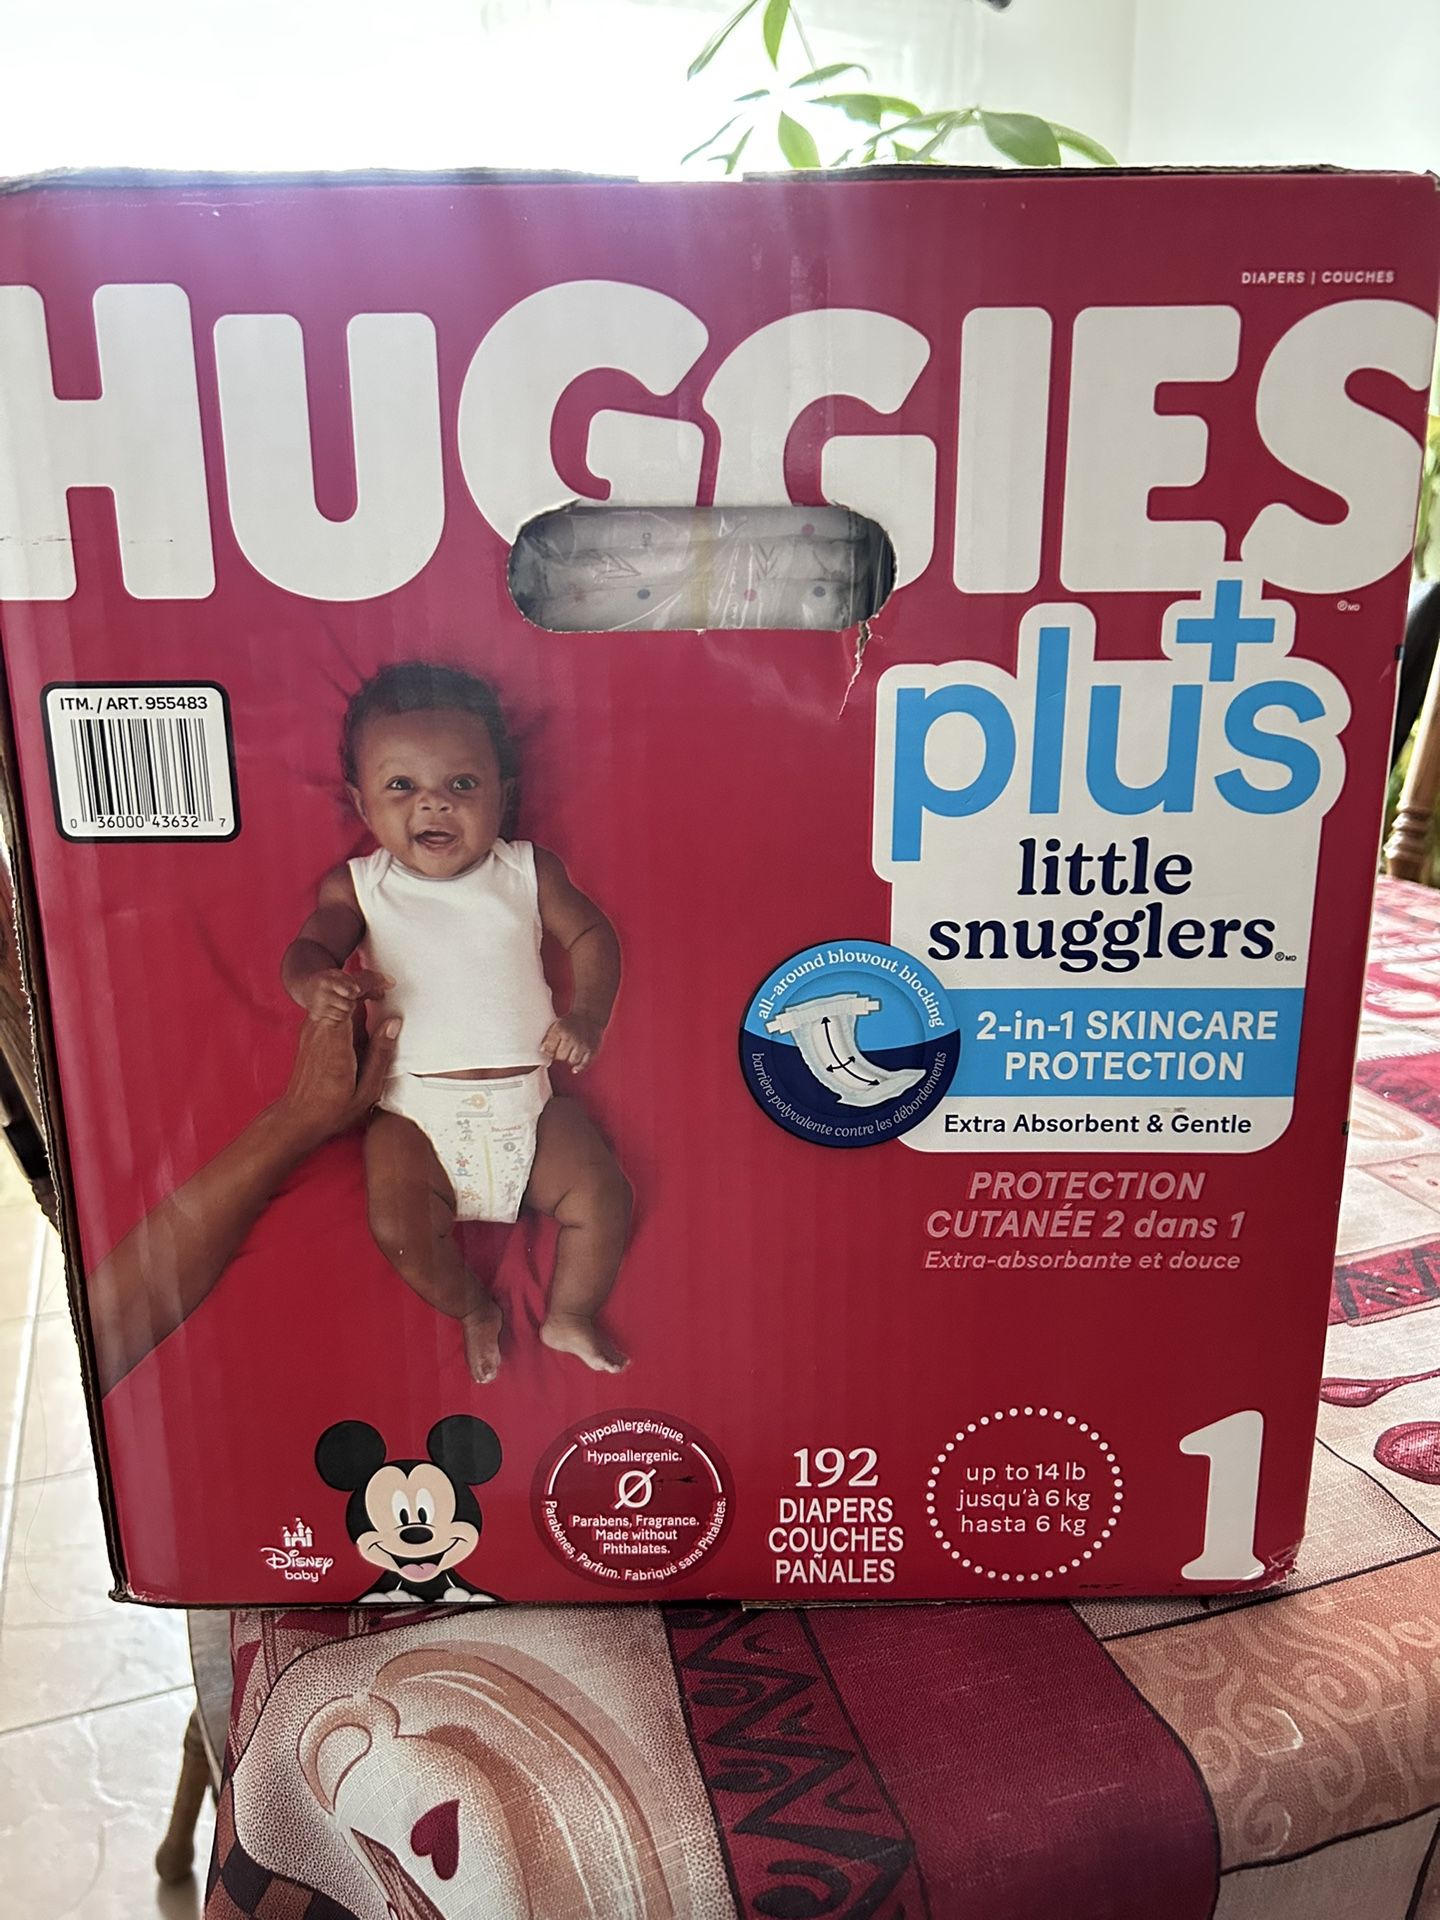 DIAPERS | COUCHES
HUGGIES
®MD
plus+
little
snugglers®MD
ITM. / ART. 955483
0 36000 43632 7
all-around blowout blocking
barrière polyvalente contre les débordements
2-in-1 SKINCARE
PROTECTION
Extra Absorbent & Gentle
PROTECTION
CUTANÉE 2 dans 1
Extra-absorbante et douce
Disney
baby
Hypoallergénique.
Hypoallergenic.
Parabens, Fragrance.
Made without
Phthalates.
Parabènes, Parfum. Fabriqué sans Phtalates.
192
DIAPERS
COUCHES
PAÑALES
up to 14 lb
jusqu'à 6 kg
hasta 6 kg
1